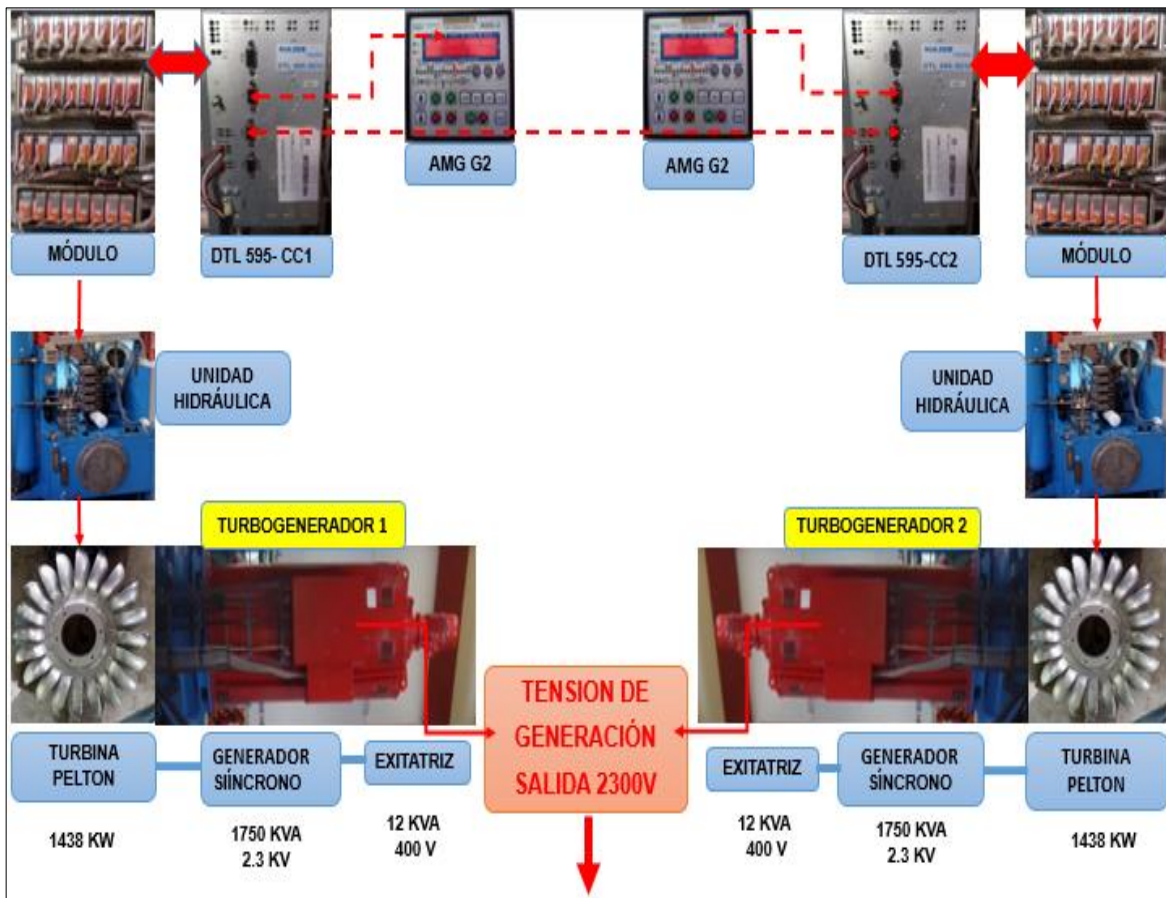 AMG G2
AMG G2
MÓDULO
DTL 595- CC1
DTL 595-CC2
MÓDULO
UNIDAD
HIDRÁULICA
UNIDAD
HIDRÁULICA
TURBOGENERADOR 1
TURBOGENERADOR 2
TENSION DE
GENERACIÓN
SALIDA 2300V
TURBINA
PELTON
GENERADOR
SÍINCRONO
EXITATRIZ
EXITATRIZ
GENERADOR
SÍNCRONO
TURBINA
PELTON
1438 KW
1750 KVA
2.3 KV
12 KVA
400 V
12 KVA
400 V
1750 KVA
2.3 KV
1438 KW